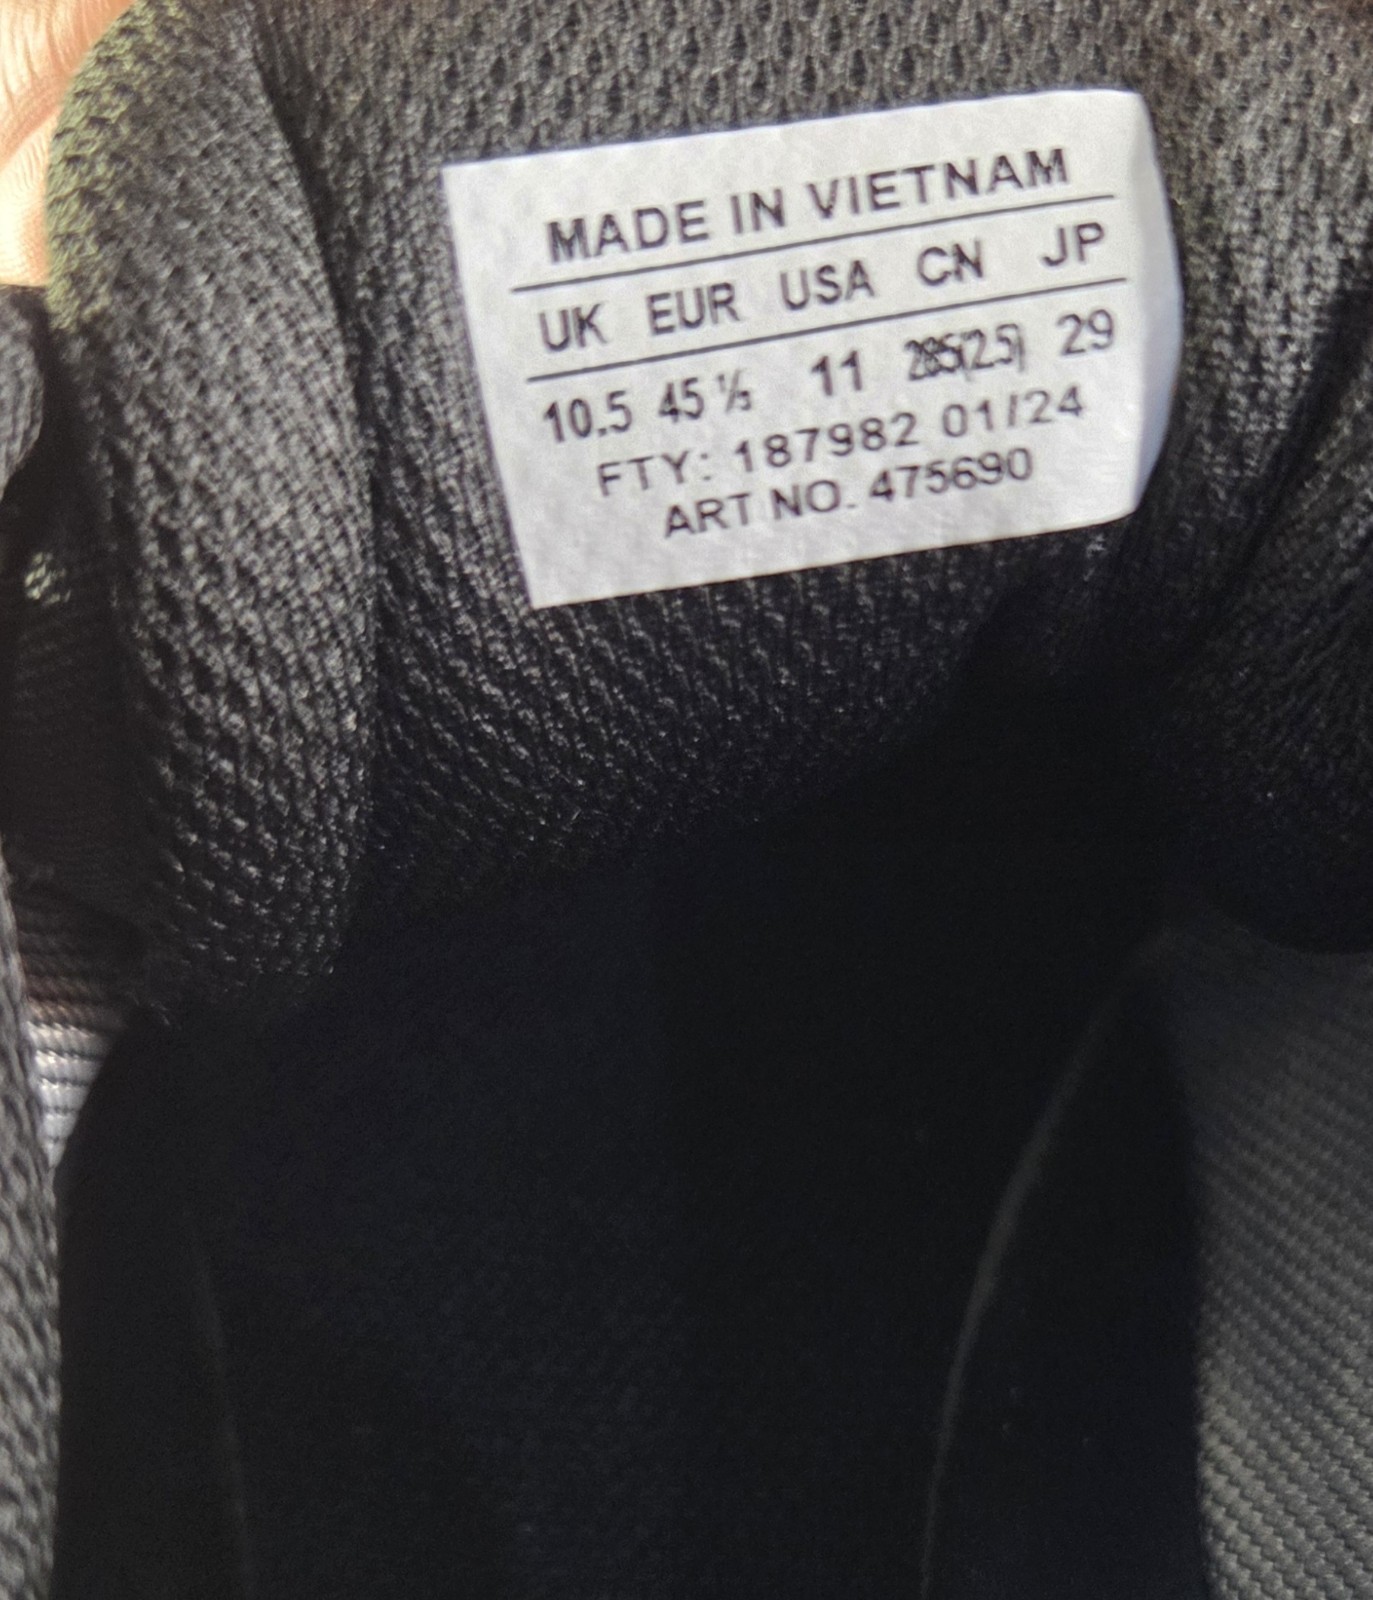 MADE IN VIETNAM
UK EUR USA CN JP
10.5 45 ⅓ 11 285(2.5) 29
FTY: 187982 01/24
ART NO. 475690